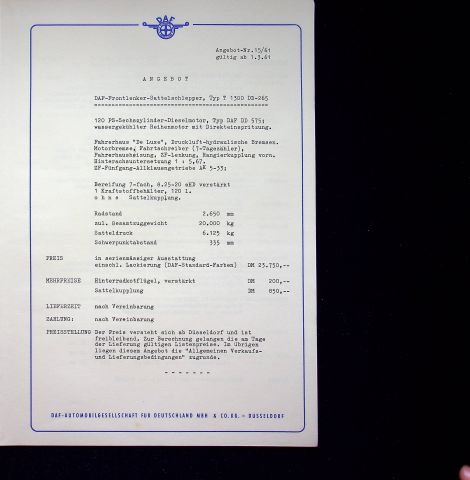 DAF
Angebot-Nr. 15/61
gültig ab 1.3.61
ANGEBOT
DAF-Frontlenker-Sattelschlepper, Typ T 1300 DD-265
120 PS-Sechszylinder-Dieselmotor, Typ DAF DD 575;
wassergekühlter Reihenmotor mit Direkteinspritzung.
Fahrerhaus "De Luxe", Druckluft-hydraulische Bremsen.
Motorbremse, Fahrtschreiber (7-Tagezähler),
Fahrerhausheizung, ZF-Lenkung, Rangierkupplung vorn.
Hinterachsuntersetzung 1 : 5,67.
ZF-Fünfgang-Allklauengetriebe AK 5-33;
Bereifung 7-fach, 8.25-20 eHD verstärkt
1 Kraftstoffbehälter, 120 l.
o h n e Sattelkupplung.
Radstand 2.650 mm
zul. Gesamtzuggewicht 20.000 kg
Satteldruck 6.125 kg
Schwerpunktabstand 335 mm
PREIS in serienmässiger Ausstattung
einschl. Lackierung (DAF-Standard-Farben) DM 23.750,--
MEHRPREISE Hinterradkotflügel, verstärkt DM 200,--
Sattelkupplung DM 850,--
LIEFERZEIT nach Vereinbarung
ZAHLUNG: nach Vereinbarung
PREISSTELLUNG Der Preis versteht sich ab Düsseldorf und ist
freibleibend. Zur Berechnung gelangen die am Tage
der Lieferung gültigen Listenpreise. Im übrigen
liegen diesem Angebot die "Allgemeinen Verkaufs-
und Lieferungsbedingungen" zugrunde.
- - - - - - -
DAF-AUTOMOBILGESELLSCHAFT FÜR DEUTSCHLAND MBH & CO. KG. - DÜSSELDORF